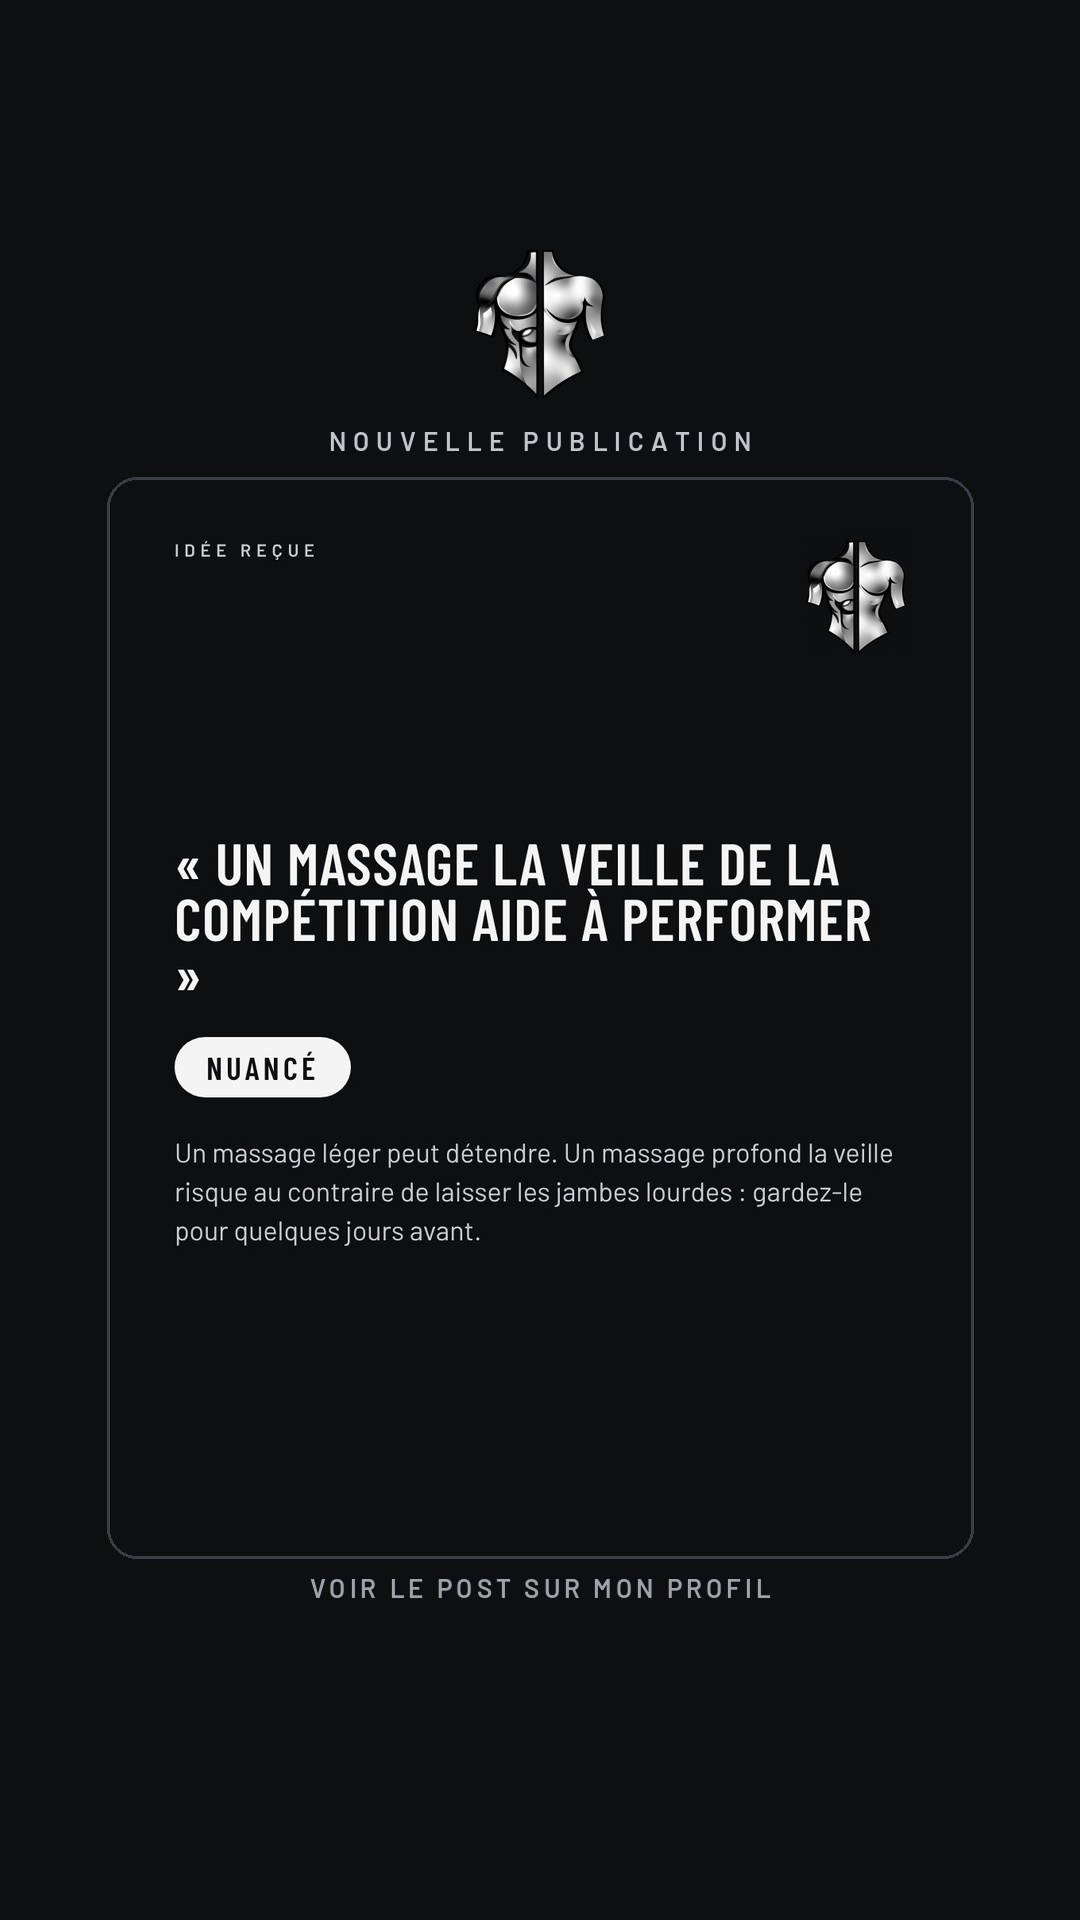 NOUVELLE PUBLICATION
IDÉE REÇUE
« UN MASSAGE LA VEILLE DE LA
COMPÉTITION AIDE À PERFORMER
»
NUANCÉ
Un massage léger peut détendre. Un massage profond la veille
risque au contraire de laisser les jambes lourdes : gardez-le
pour quelques jours avant.
VOIR LE POST SUR MON PROFIL